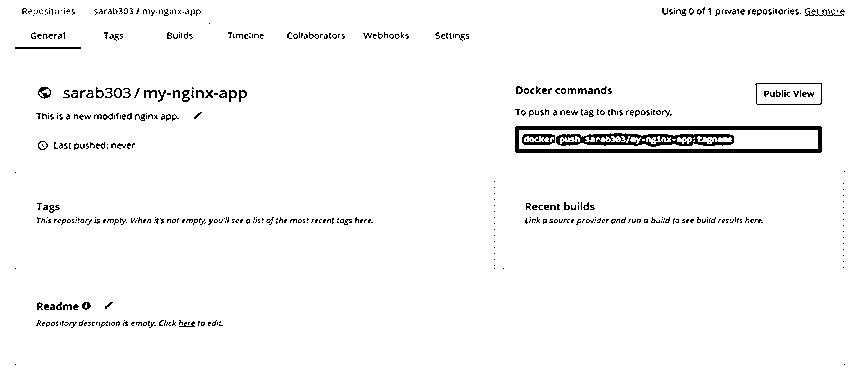 Repositories sarab303 / my-nginx-app Using 0 of 1 private repositories. Get more
General Tags Builds Timeline Collaborators Webhooks Settings
sarab303 / my-nginx-app
This is a new modified nginx app.
Last pushed: never
Docker commands
Public View
To push a new tag to this repository,
docker push sarab303/my-nginx-app:tagname
Tags
This repository is empty. When it's not empty, you'll see a list of the most recent tags here.
Recent builds
Link a source provider and run a build to see build results here.
Readme
Repository description is empty. Click here to edit.